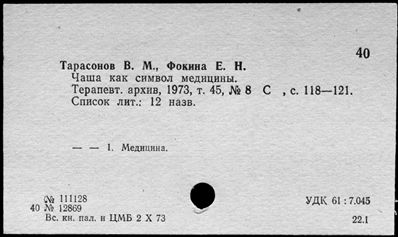 40
Тарасонов В. М., Фокина Е. Н.
Чаша как символ медицины.
Терапевт. архив, 1973, т. 45, № 8 С , с. 118—121.
Список лит.: 12 назв.
— — 1. Медицина.
№ 111128
40 № 12869
Вс. кн. пал. и ЦМБ 2 X 73
УДК 61 : 7.045
22.1